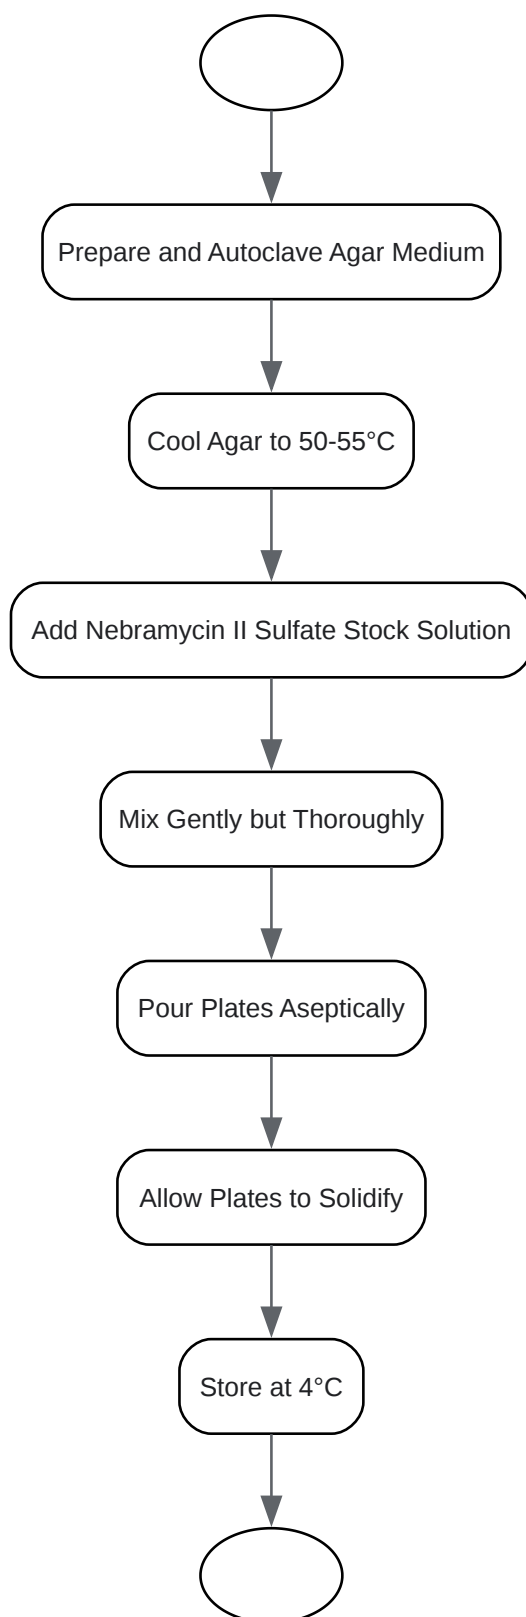 Prepare and Autoclave Agar Medium
Cool Agar to 50-55°C
Add Nebramycin II Sulfate Stock Solution
Mix Gently but Thoroughly
Pour Plates Aseptically
Allow Plates to Solidify
Store at 4°C